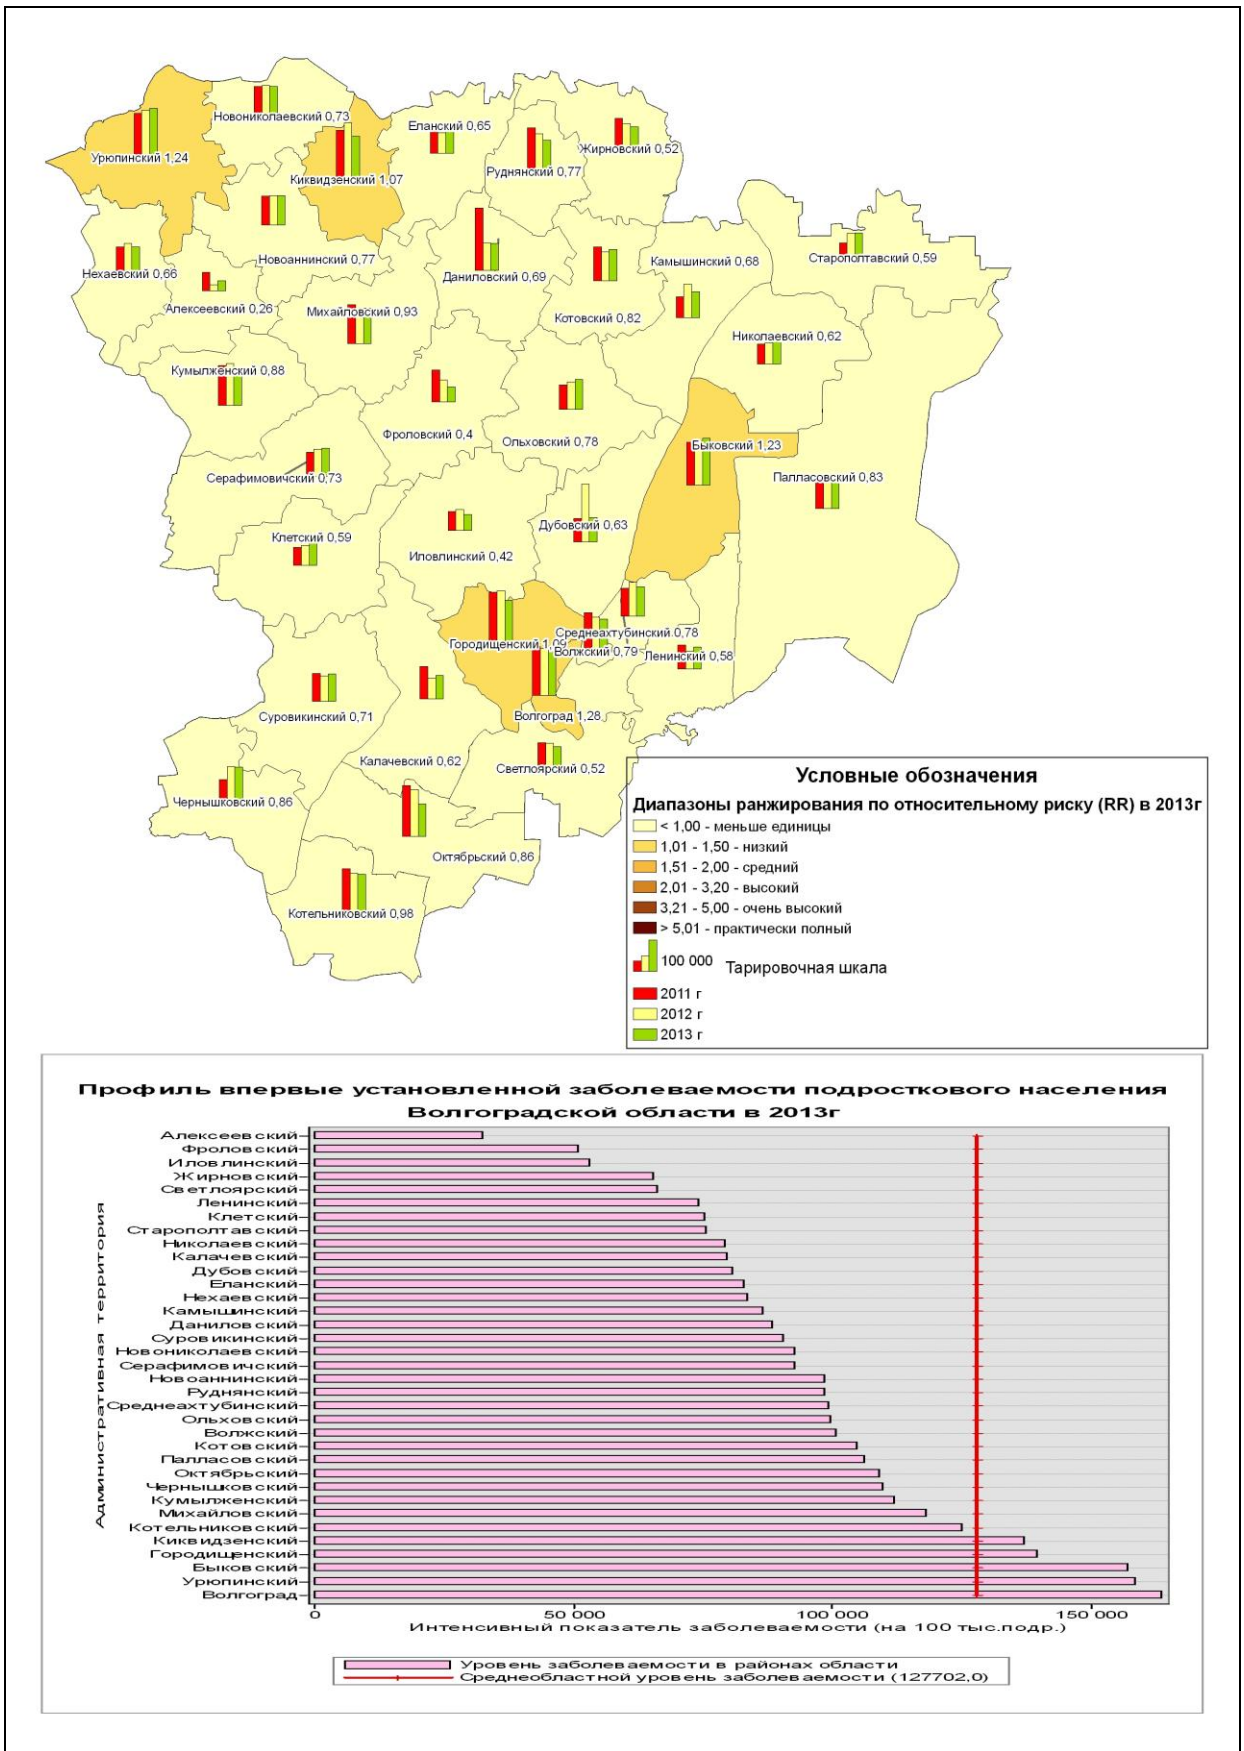 Новониколаевский 0,73
Еланский 0,65
Жирновский 0,52
Урюпинский 1,24
Киквидзенский 1,07
Руднянский 0,77
Новоаннинский 0,77
Нехаевский 0,66
Даниловский 0,69
Камышинский 0,68
Старополтавский 0,59
Алексеевский 0,26
Михайловский 0,93
Котовский 0,82
Николаевский 0,62
Кумылженский 0,88
Фроловский 0,4
Ольховский 0,78
Быковский 1,23
Серафимовичский 0,73
Палласовский 0,83
Клетский 0,59
Дубовский 0,63
Иловлинский 0,42
Городищенский 1,09
Среднеахтубинский 0,78
Волжский 0,79
Ленинский 0,58
Суровикинский 0,71
Волгоград 1,28
Калачевский 0,62
Светлоярский 0,52
Чернышковский 0,86
Октябрьский 0,86
Котельниковский 0,98
Условные обозначения
Диапазоны ранжирования по относительному риску (RR) в 2013г
< 1,00 - меньше единицы
1,01 - 1,50 - низкий
1,51 - 2,00 - средний
2,01 - 3,20 - высокий
3,21 - 5,00 - очень высокий
> 5,01 - практически полный
100 000 Тарировочная шкала
2011 г
2012 г
2013 г
Профиль впервые установленной заболеваемости подросткового населения
Волгоградской области в 2013г
Административная территория
Алексеевский
Фроловский
Иловлинский
Жирновский
Светлоярский
Ленинский
Клетский
Старополтавский
Николаевский
Калачевский
Дубовский
Еланский
Нехаевский
Камышинский
Даниловский
Суровикинский
Новониколаевский
Серафимовичский
Новоаннинский
Руднянский
Среднеахтубинский
Ольховский
Волжский
Котовский
Палласовский
Октябрьский
Чернышковский
Кумылженский
Михайловский
Котельниковский
Киквидзенский
Городищенский
Быковский
Урюпинский
Волгоград
0 50 000 100 000 150 000
Интенсивный показатель заболеваемости (на 100 тыс.подр.)
Уровень заболеваемости в районах области
Среднеобластной уровень заболеваемости (127702,0)